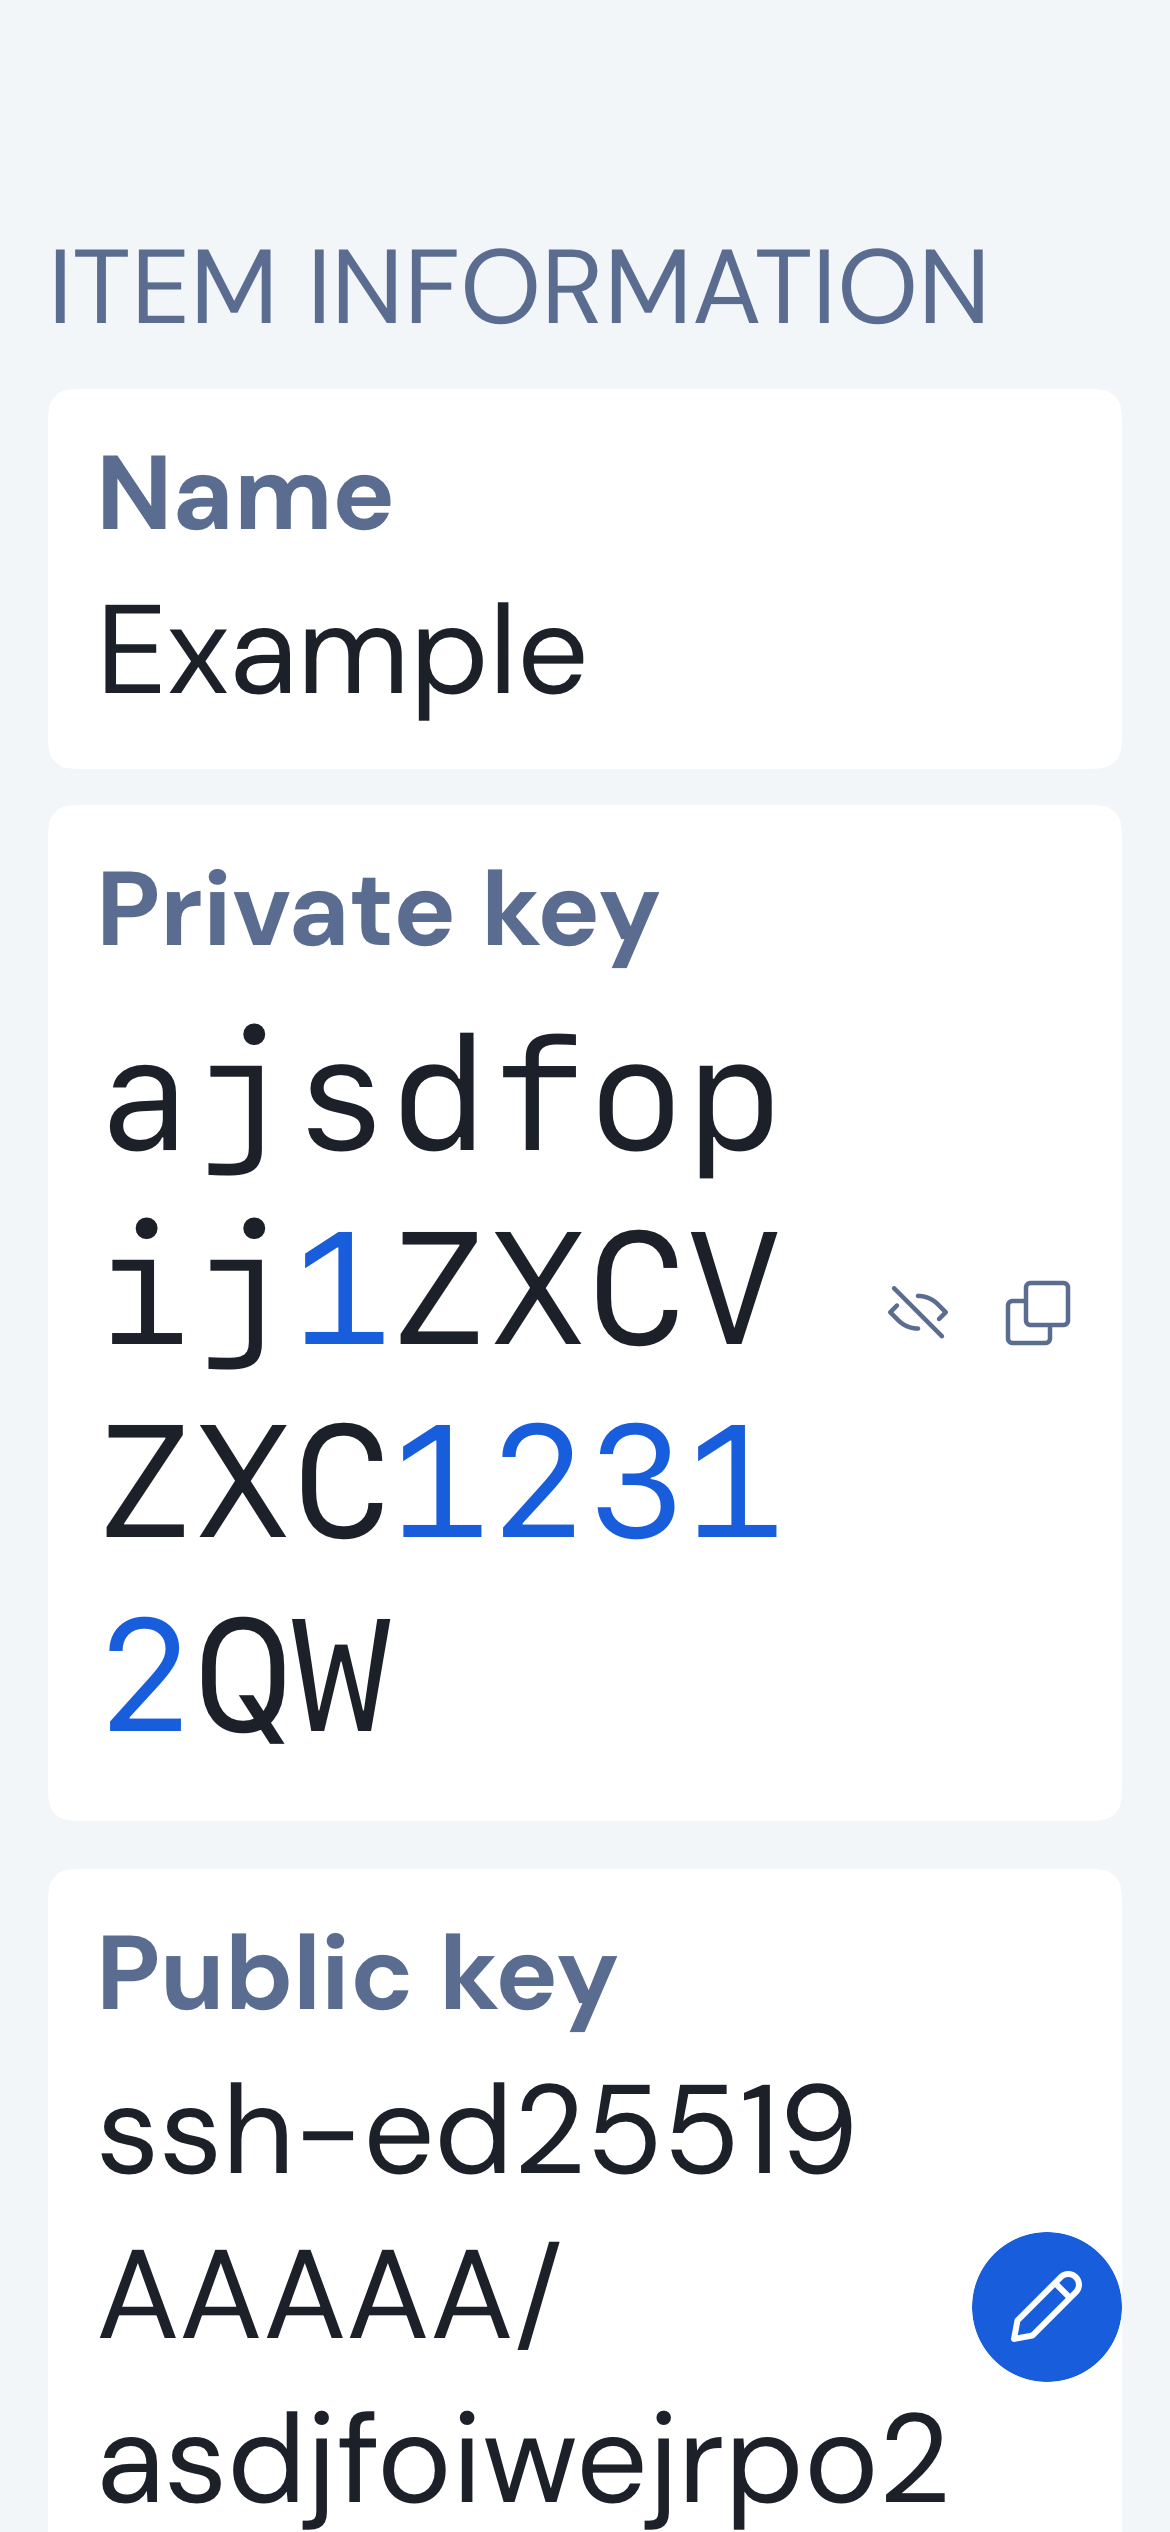 ITEM INFORMATION
Name
Example
Private key
ajsdfop
ij1ZXCV
ZXC1231
2QW
Public key
ssh-ed25519
AAAAA/
asdjfoiwejrpo2